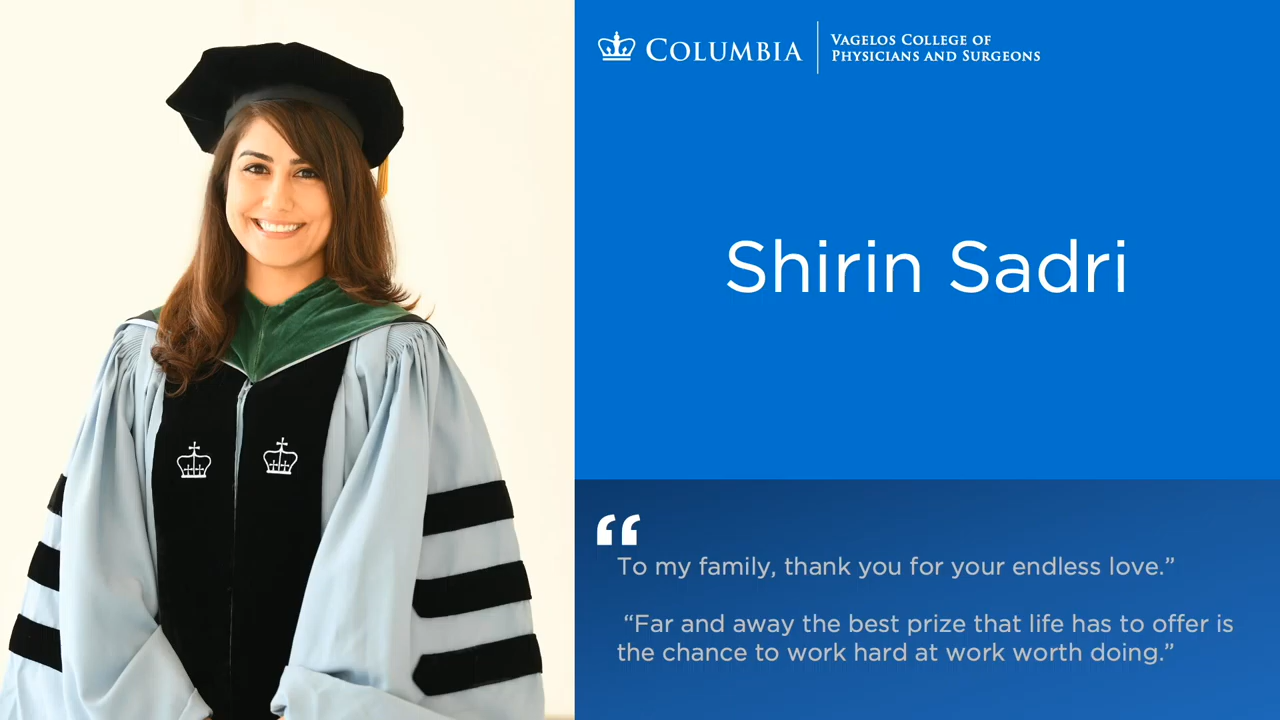 COLUMBIA
VAGELOS COLLEGE OF
PHYSICIANS AND SURGEONS
Shirin Sadri
“
To my family, thank you for your endless love.”
“Far and away the best prize that life has to offer is
the chance to work hard at work worth doing.”